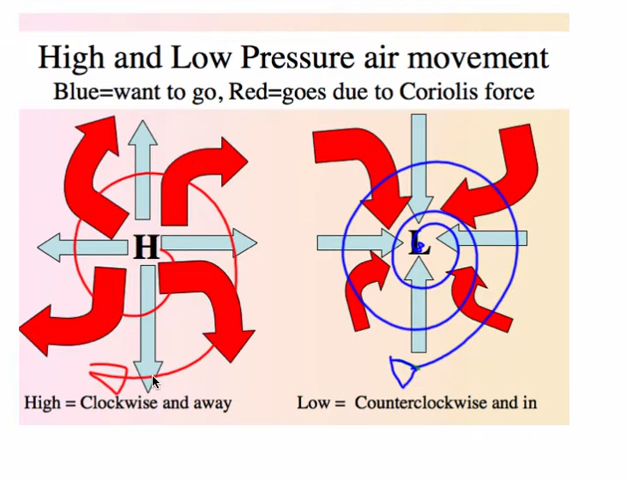 High and Low Pressure air movement
Blue=want to go, Red=goes due to Coriolis force
H
L
High = Clockwise and away
Low = Counterclockwise and in